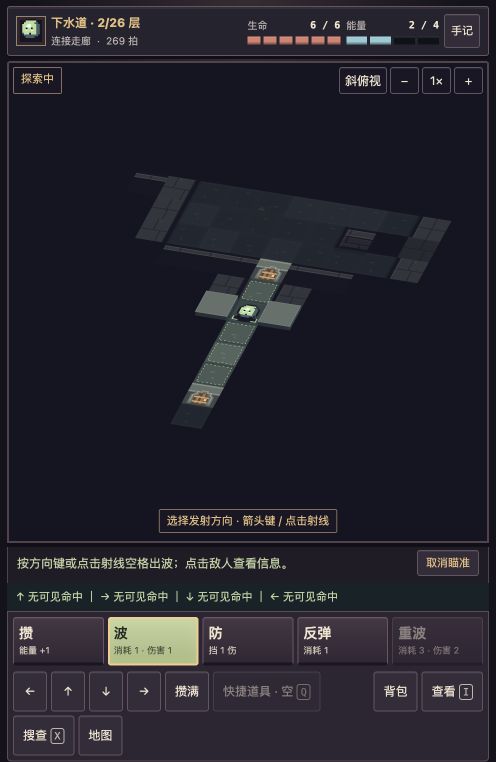 下水道 · 2/26 层
连接走廊 · 269 拍
生命 6 / 6 能量 2 / 4
手记
探索中
斜俯视 − 1× +
选择发射方向 · 箭头键 / 点击射线
按方向键或点击射线空格出波；点击敌人查看信息。
取消瞄准
↑ 无可见命中 | → 无可见命中 | ↓ 无可见命中 | ← 无可见命中
攒 波 防 反弹 重波
能量 +1 消耗 1 · 伤害 1 挡 1 伤 消耗 1 消耗 3 · 伤害 2
← ↑ ↓ → 攒满 快捷道具 · 空 Q 背包 查看 I
搜查 X 地图